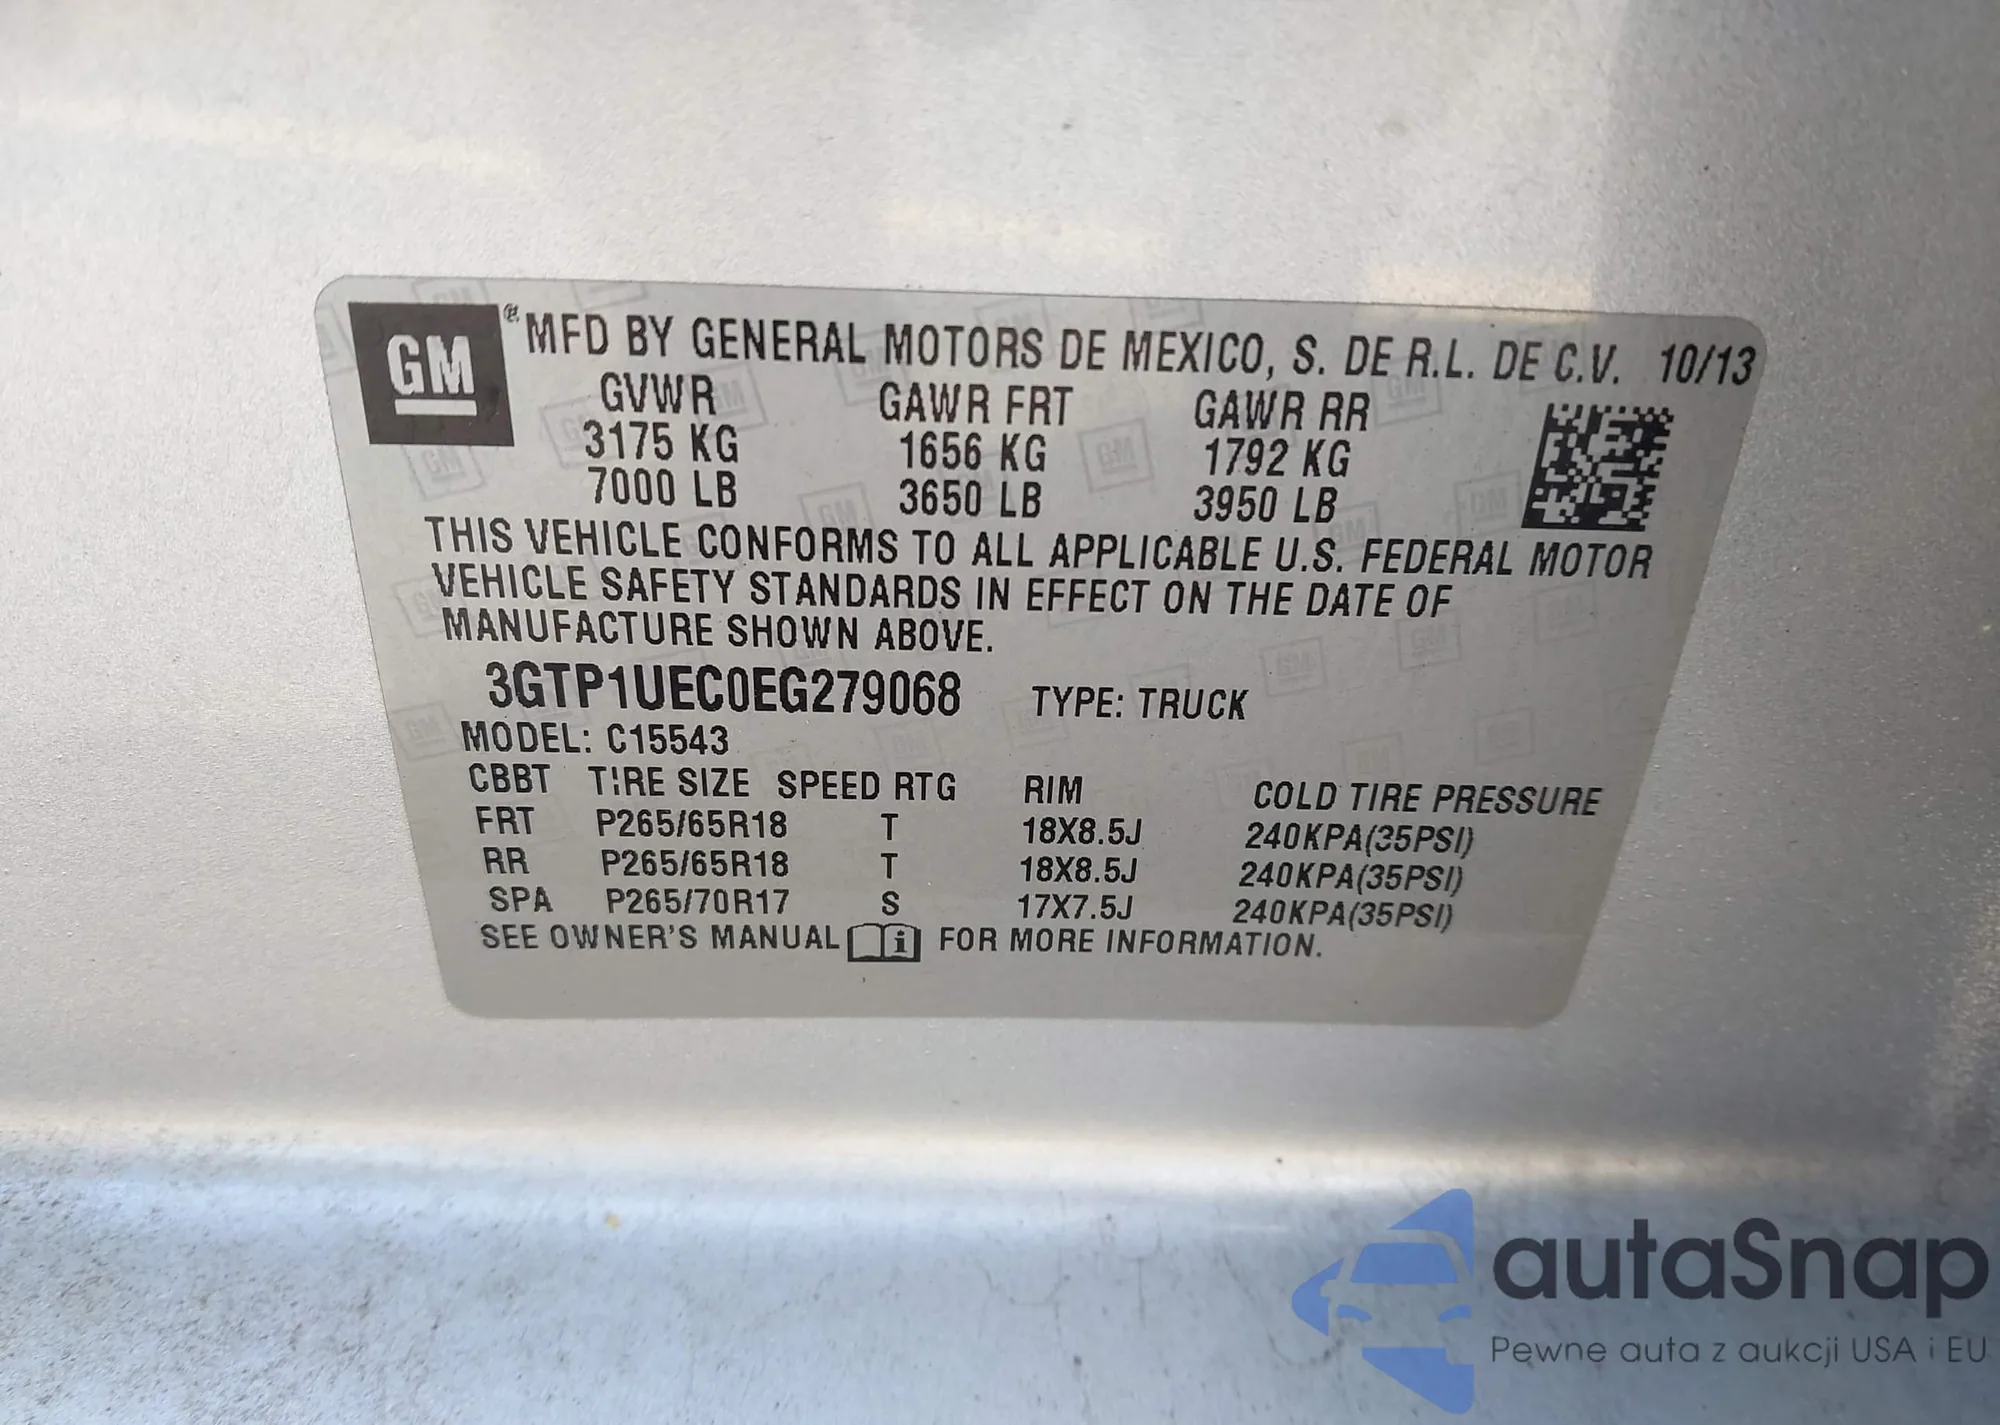 GM ® MFD BY GENERAL MOTORS DE MEXICO, S. DE R.L. DE C.V. 10/13
GVWR GAWR FRT GAWR RR
3175 KG 1656 KG 1792 KG
7000 LB 3650 LB 3950 LB
THIS VEHICLE CONFORMS TO ALL APPLICABLE U.S. FEDERAL MOTOR
VEHICLE SAFETY STANDARDS IN EFFECT ON THE DATE OF
MANUFACTURE SHOWN ABOVE.
3GTP1UEC0EG279068 TYPE: TRUCK
MODEL: C15543
CBBT TIRE SIZE SPEED RTG RIM COLD TIRE PRESSURE
FRT P265/65R18 T 18X8.5J 240KPA(35PSI)
RR P265/65R18 T 18X8.5J 240KPA(35PSI)
SPA P265/70R17 S 17X7.5J 240KPA(35PSI)
SEE OWNER'S MANUAL i FOR MORE INFORMATION.
autaSnap
Pewne auta z aukcji USA i EU